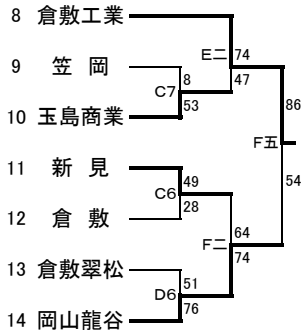 8 倉敷工業
E二 74
9 笠岡 8 47
C7 53
10 玉島商業 86
F五
11 新見 49 54
C6 28
12 倉敷 64
F二 74
13 倉敷翠松 51
D6 76
14 岡山龍谷